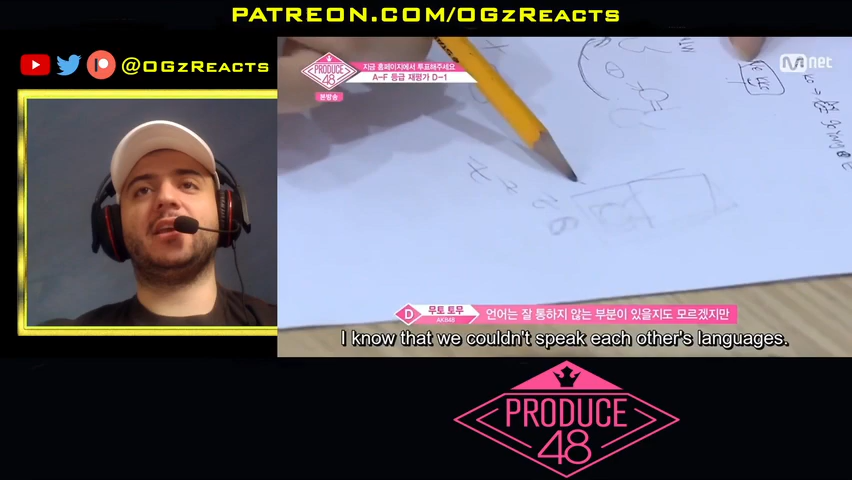 PATREON.COM/OGzReacts
@OGzReacts
PRODUCE
48
본방송
지금 홈페이지에서 투표해주세요
A-F 등급 재평가 D-1
Mnet
D
무토 토무
AKB48
언어는 잘 통하지 않는 부분이 있을지도 모르겠지만
I know that we couldn't speak each other's languages.
PRODUCE
48